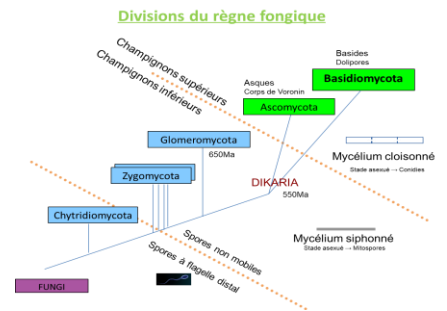 Divisions du règne fongique
Champignons supérieurs
Champignons inférieurs
Basides
Dolipores
Basidiomycota
Asques
Corps de Voronin
Ascomycota
Glomeromycota
650Ma
Mycélium cloisonné
Stade asexué → Conidies
Zygomycota
DIKARIA
550Ma
Chytridiomycota
Mycélium siphonné
Stade asexué → Mitospores
Spores non mobiles
Spores à flagelle distal
FUNGI